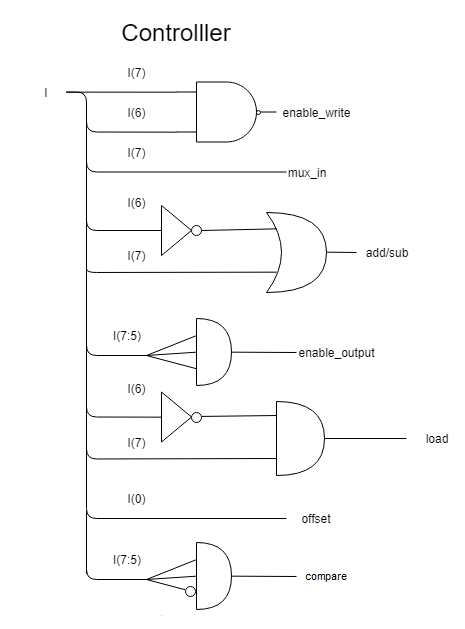 Controlller
I(7)
I
I(6)
enable_write
I(7)
mux_in
I(6)
I(7)
add/sub
I(7:5)
enable_output
I(6)
I(7)
load
I(0)
offset
I(7:5)
compare